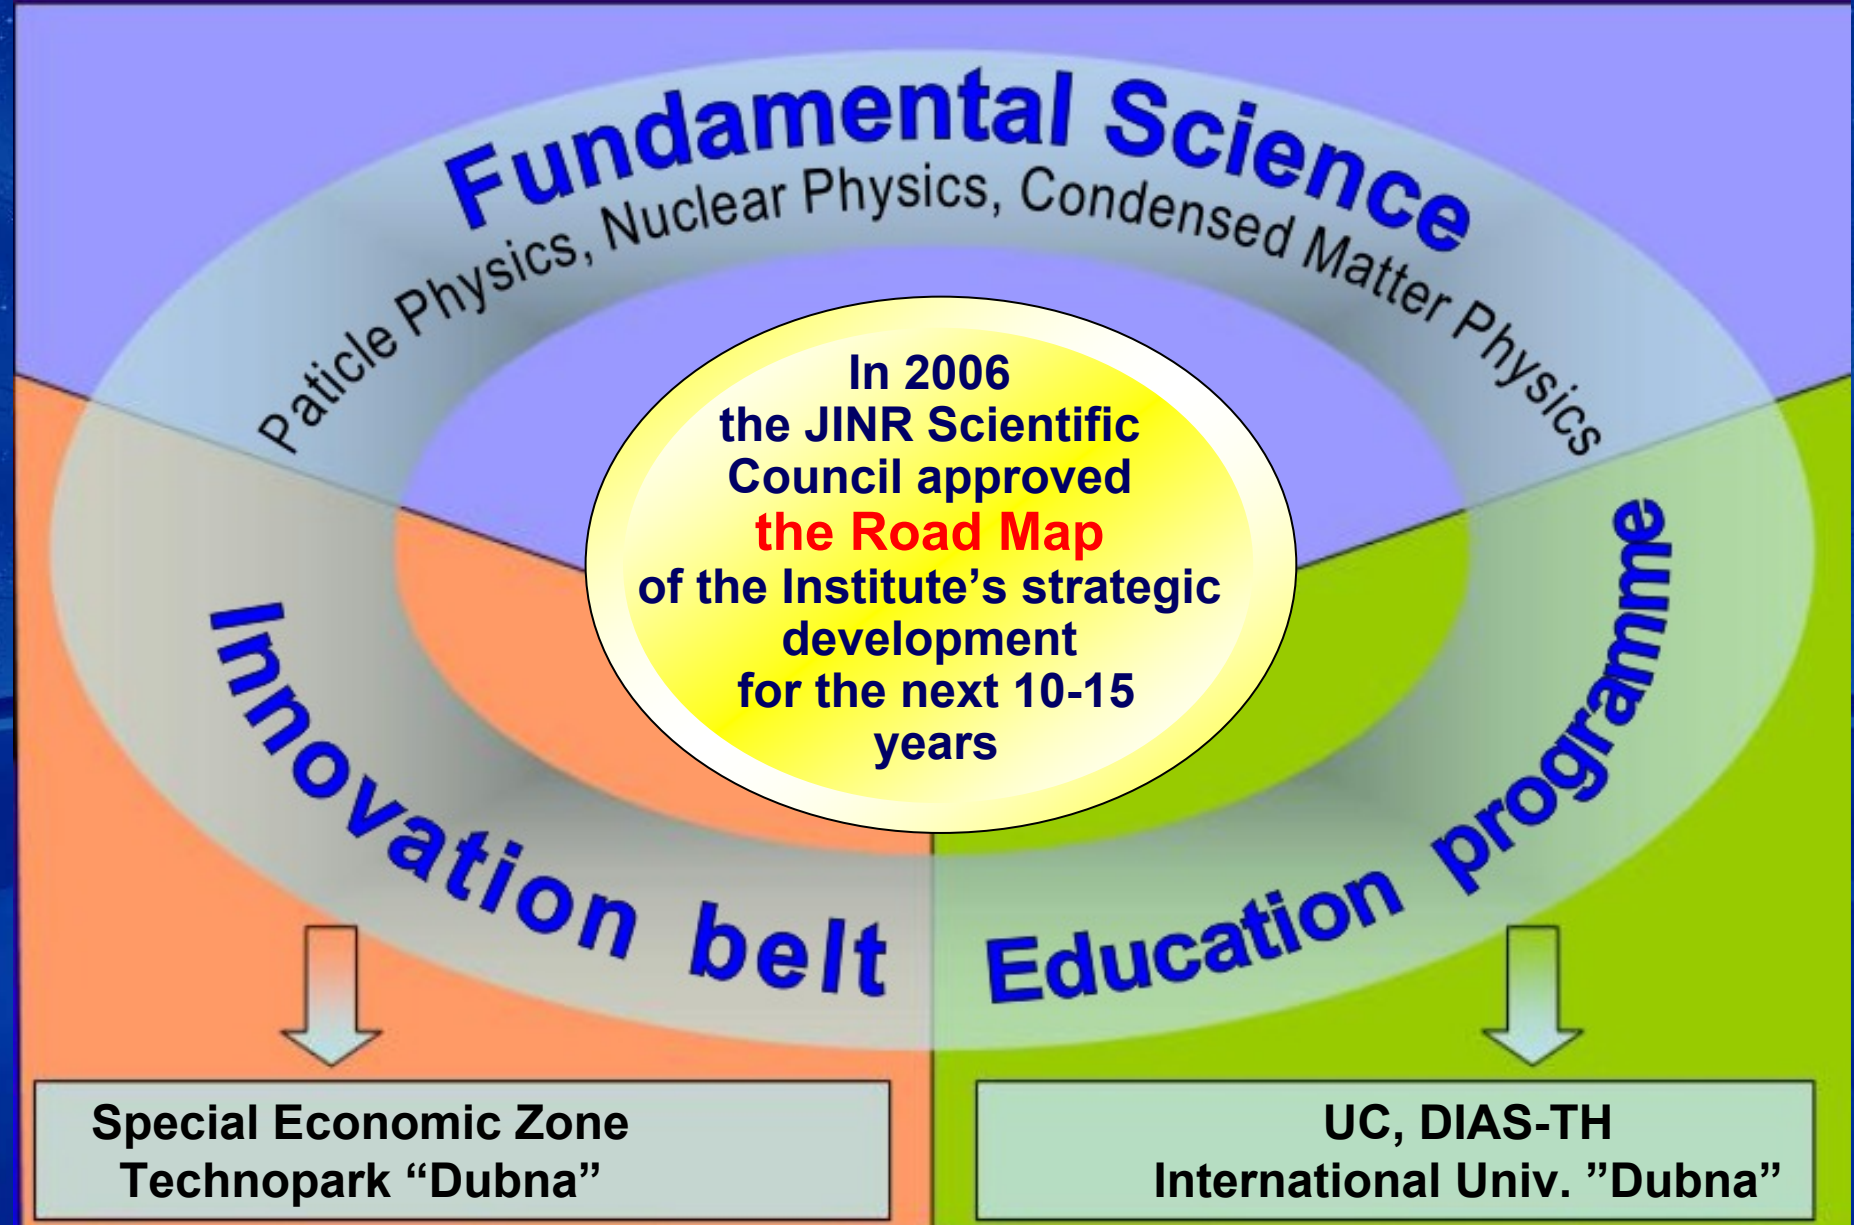 Fundamental Science
Paticle Physics, Nuclear Physics, Condensed Matter Physics
In 2006
the JINR Scientific
Council approved
the Road Map
of the Institute’s strategic
development
for the next 10-15
years
Innovation belt
Education programme
Special Economic Zone
Technopark “Dubna”
UC, DIAS-TH
International Univ. ”Dubna”